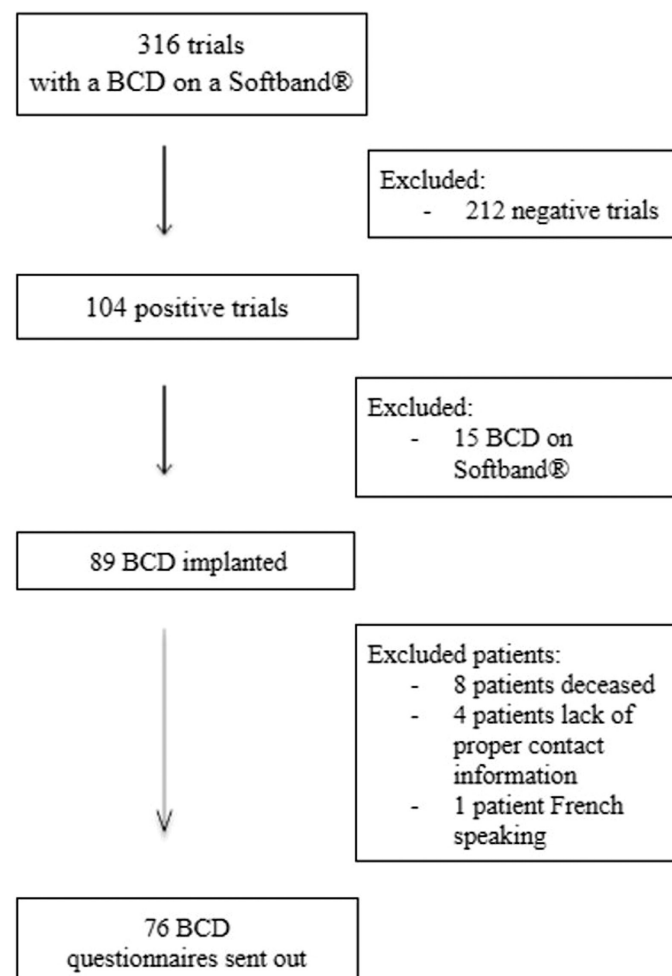 316 trials
with a BCD on a Softband®
Excluded:
- 212 negative trials
104 positive trials
Excluded:
- 15 BCD on
Softband®
89 BCD implanted
Excluded patients:
- 8 patients deceased
- 4 patients lack of
proper contact
information
- 1 patient French
speaking
76 BCD
questionnaires sent out